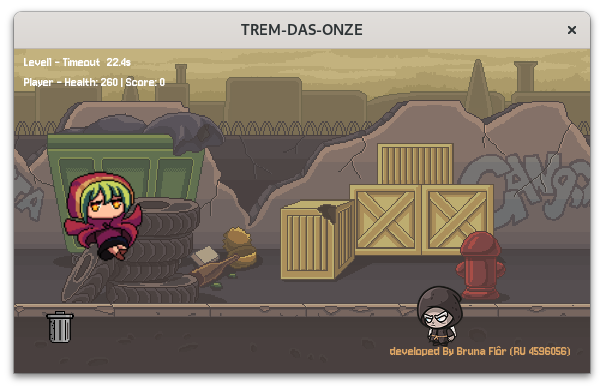 TREM-DAS-ONZE
Level1 - Timeout 22.4s
Player - Health: 260 | Score: 0
developed By Bruna Flôr (RU 4596056)